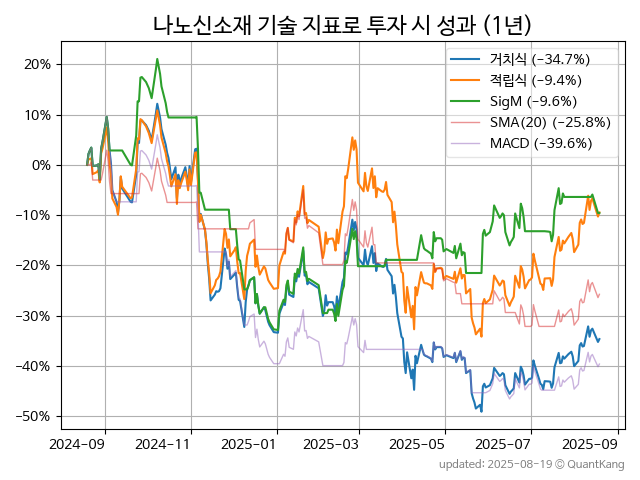 나노신소재 기술 지표로 투자 시 성과 (1년)
거치식 (−34.7%)
적립식 (−9.4%)
SigM (−9.6%)
SMA(20) (−25.8%)
MACD (−39.6%)
20%
10%
0%
−10%
−20%
−30%
−40%
−50%
2024-09 2024-11 2025-01 2025-03 2025-05 2025-07 2025-09
updated: 2025-08-19 © QuantKang